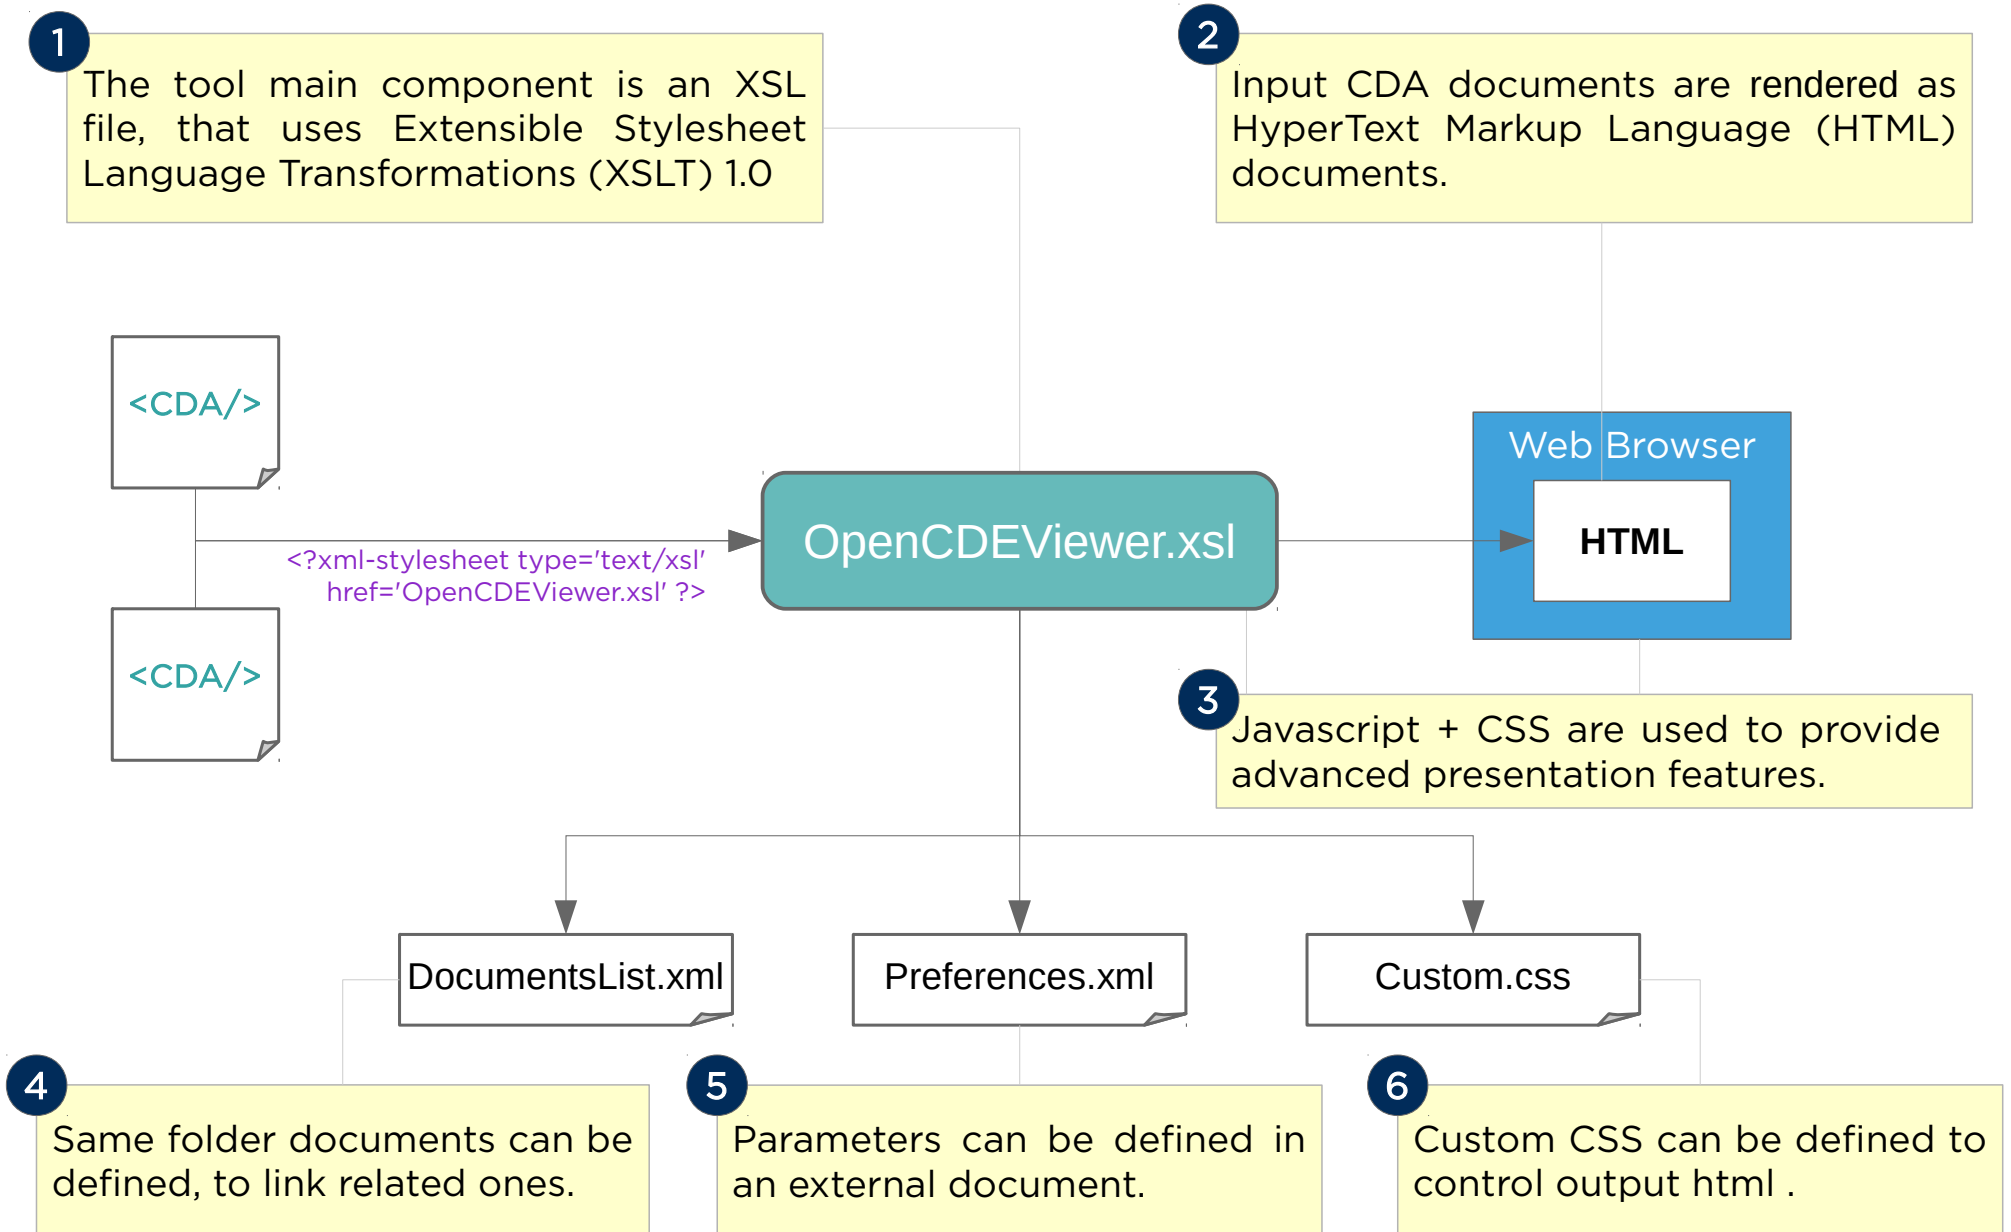 1
The tool main component is an XSL
file, that uses Extensible Stylesheet
Language Transformations (XSLT) 1.0
2
Input CDA documents are rendered as
HyperText Markup Language (HTML)
documents.
<CDA/>
<?xml-stylesheet type='text/xsl'
href='OpenCDEViewer.xsl' ?>
<CDA/>
OpenCDEViewer.xsl
Web Browser
HTML
3
Javascript + CSS are used to provide
advanced presentation features.
DocumentsList.xml
Preferences.xml
Custom.css
4
Same folder documents can be
defined, to link related ones.
5
Parameters can be defined in
an external document.
6
Custom CSS can be defined to
control output html .